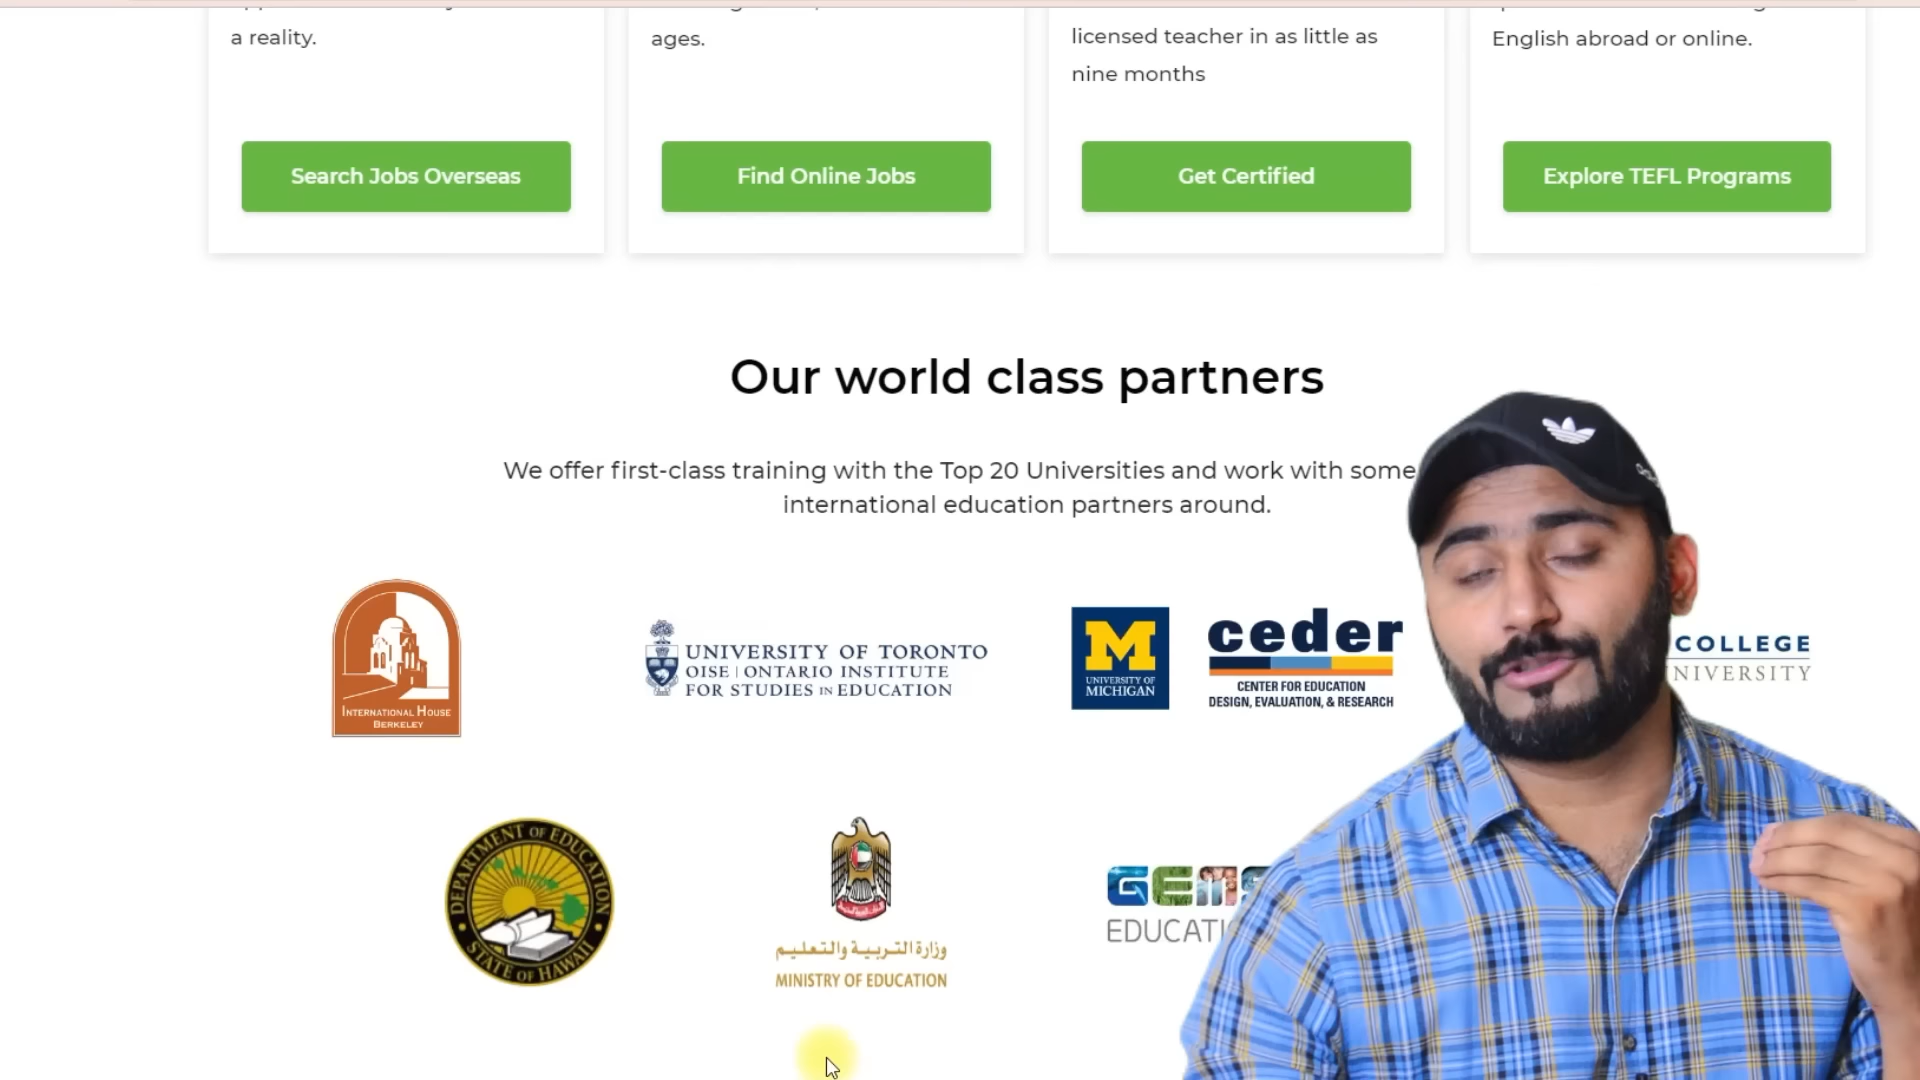 a reality.
ages.
licensed teacher in as little as
nine months
English abroad or online.
Search Jobs Overseas
Find Online Jobs
Get Certified
Explore TEFL Programs
Our world class partners
We offer first-class training with the Top 20 Universities and work with some
international education partners around.
INTERNATIONAL HOUSE
BERKELEY
UNIVERSITY OF TORONTO
OISE | ONTARIO INSTITUTE
FOR STUDIES IN EDUCATION
M
UNIVERSITY OF
MICHIGAN
ceder
CENTER FOR EDUCATION
DESIGN, EVALUATION, & RESEARCH
COLLEGE
NIVERSITY
DEPARTMENT OF EDUCATION
STATE OF HAWAII
وزارة التربية والتعليم
MINISTRY OF EDUCATION
GEMS
EDUCATI